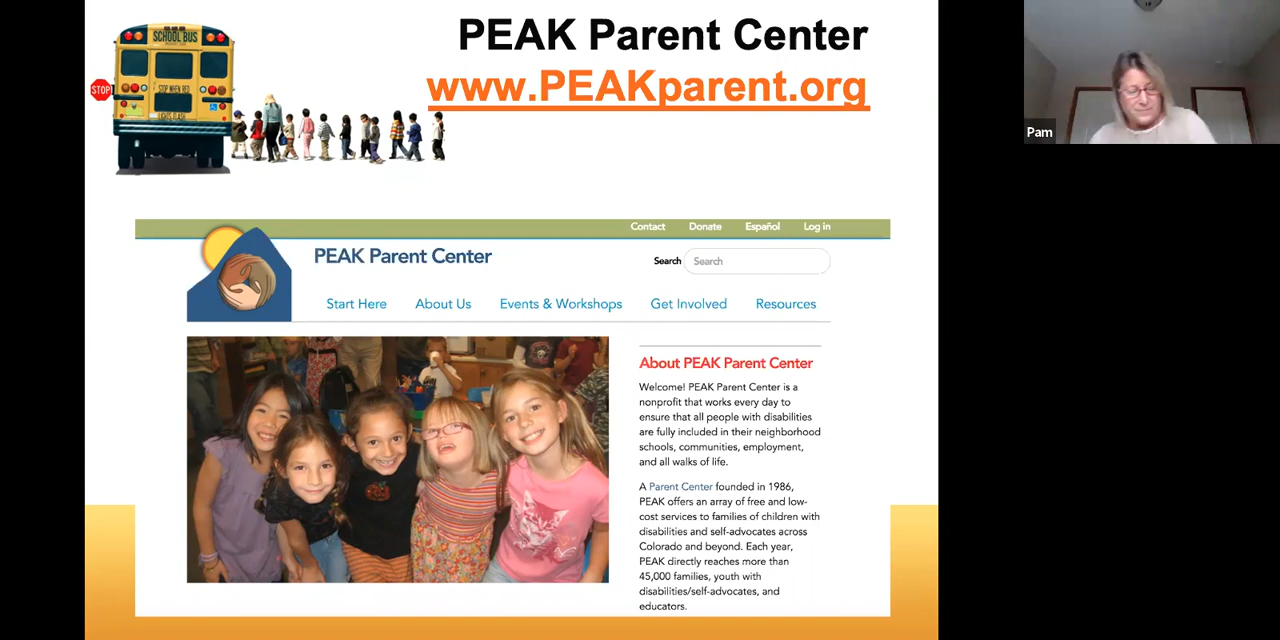 PEAK Parent Center
www.PEAKparent.org
SCHOOL BUS
STOP
STOP WHEN RED
LIGHTS FLASH
Pam
Contact Donate Español Log in
PEAK Parent Center
Search Search
Start Here About Us Events & Workshops Get Involved Resources
About PEAK Parent Center
Welcome! PEAK Parent Center is a
nonprofit that works every day to
ensure that all people with disabilities
are fully included in their neighborhood
schools, communities, employment,
and all walks of life.
A Parent Center founded in 1986,
PEAK offers an array of free and low-
cost services to families of children with
disabilities and self-advocates across
Colorado and beyond. Each year,
PEAK directly reaches more than
45,000 families, youth with
disabilities/self-advocates, and
educators.